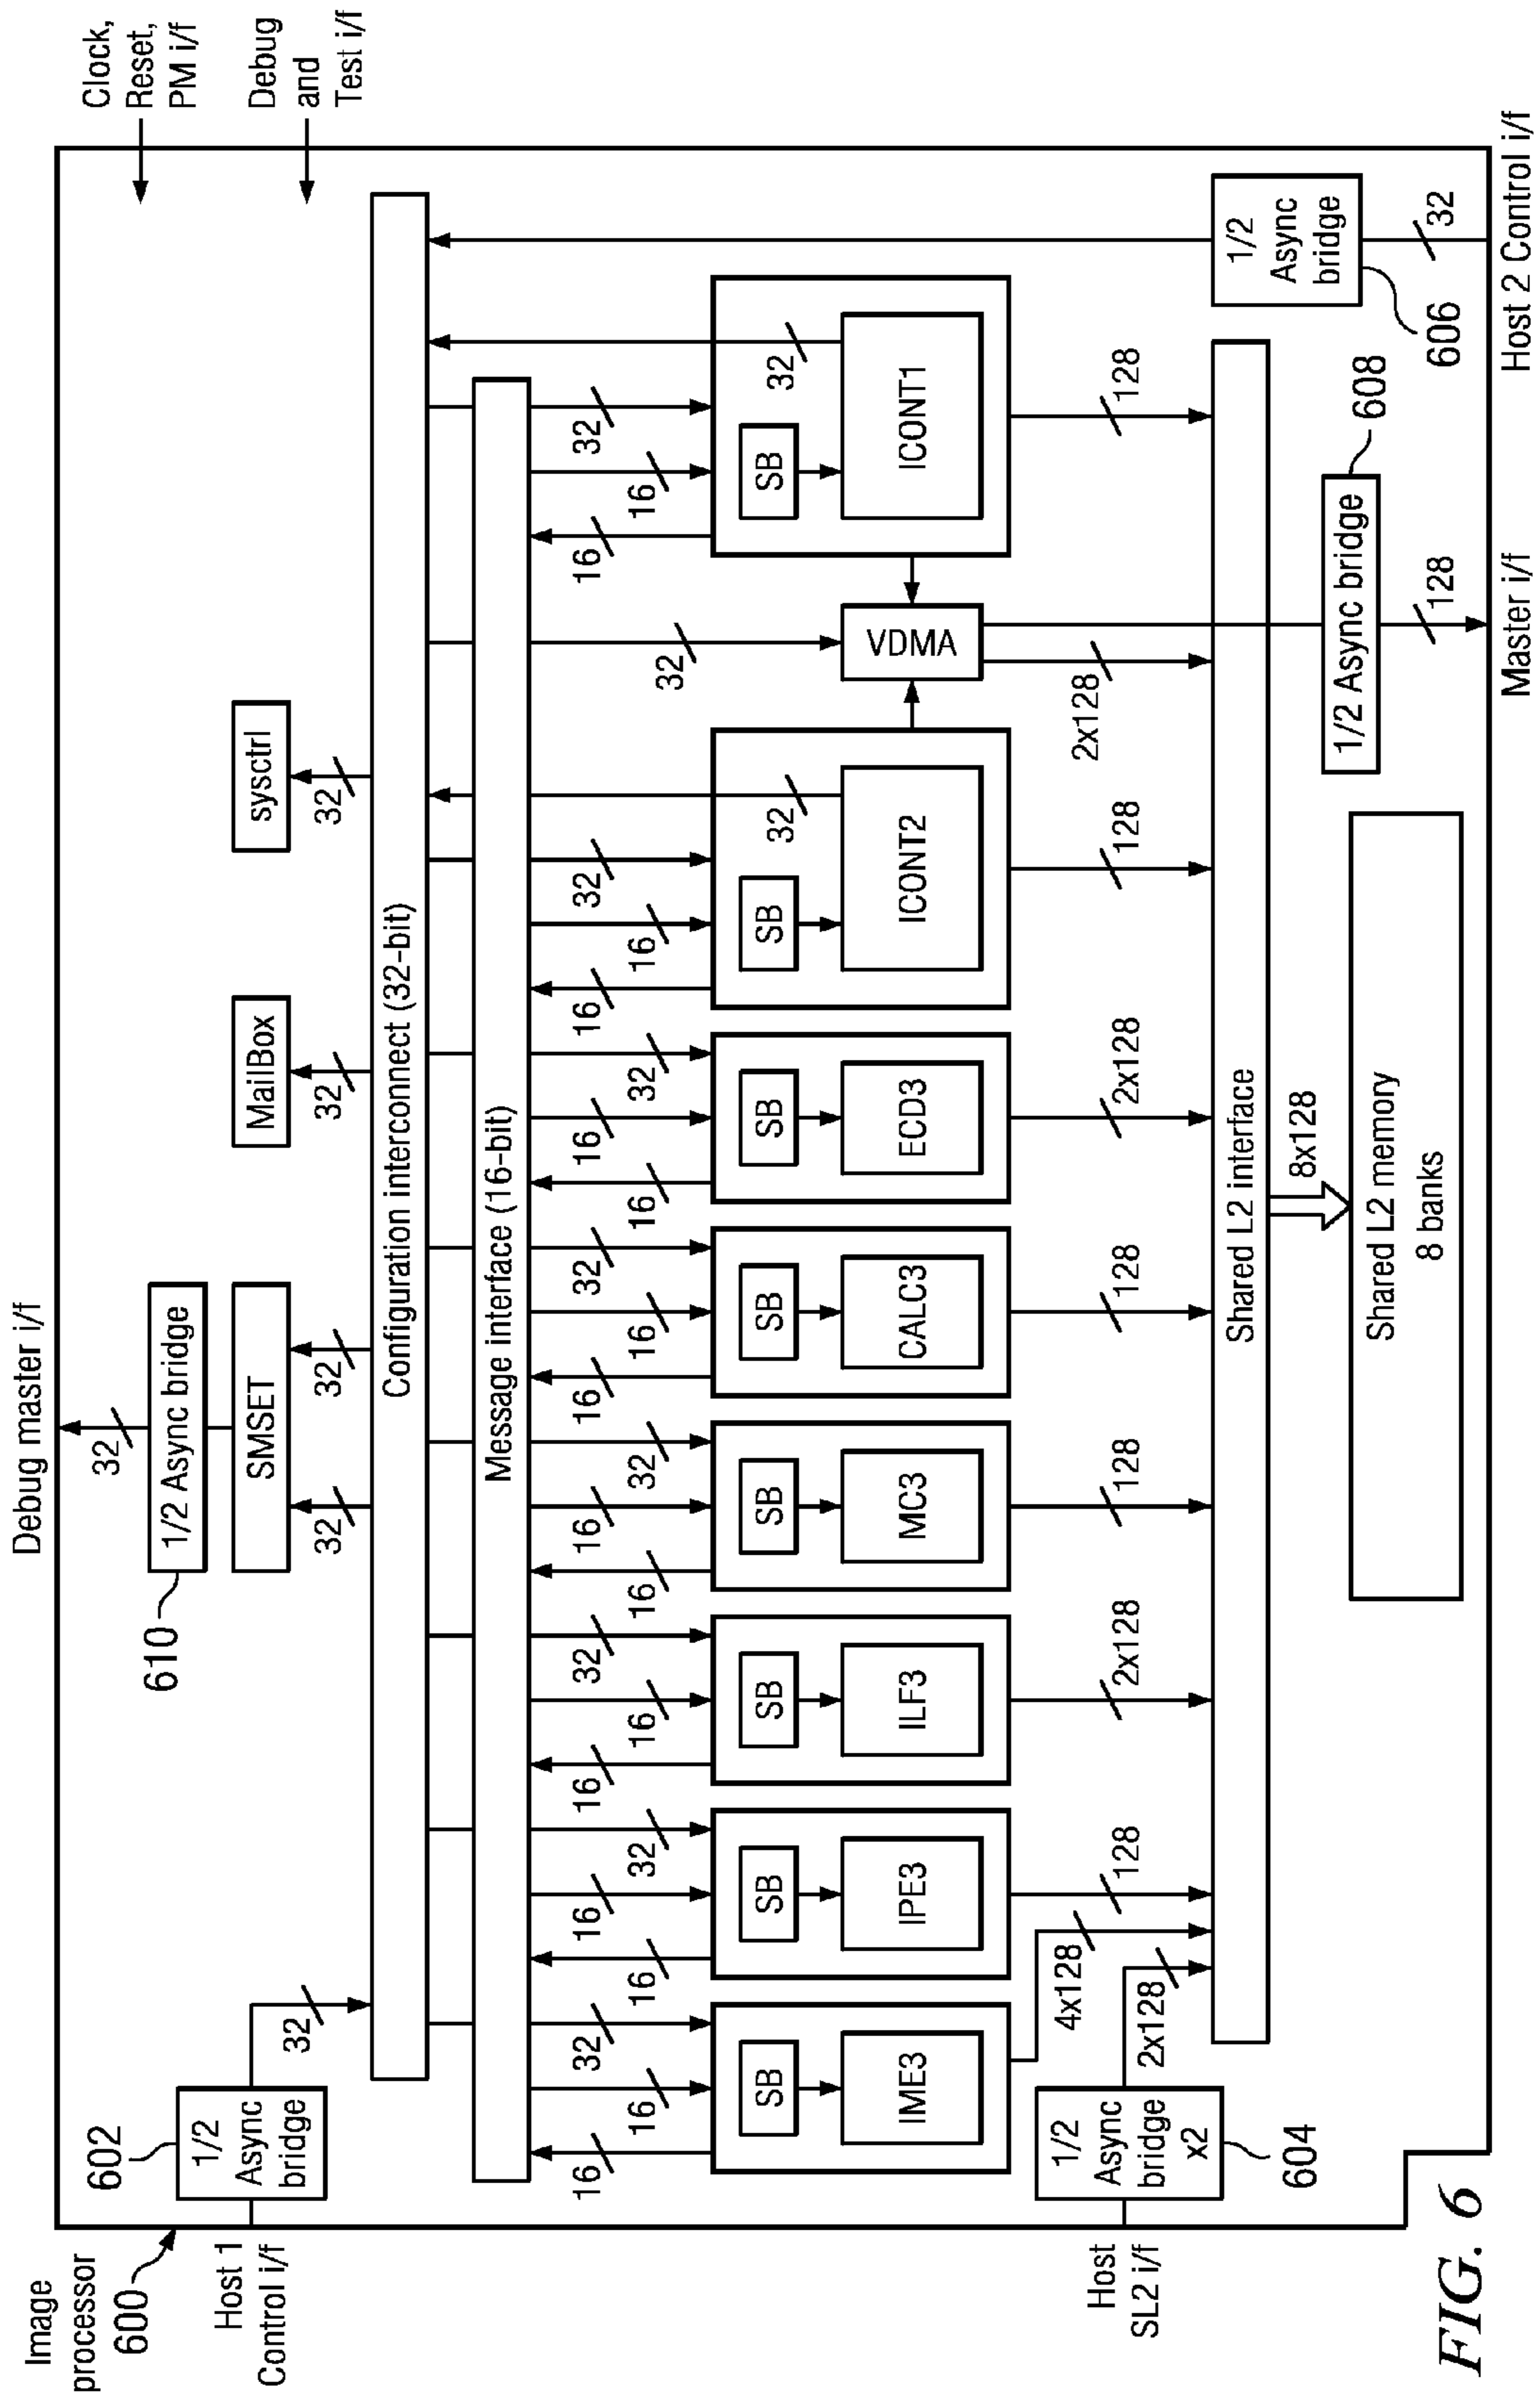 Image
processor
600
Host 1
Control i/f
602
1/2
Async
bridge
32
Debug master i/f
32
610
1/2 Async bridge
SMSET
32
32
MailBox
32
sysctrl
32
Clock,
Reset,
PM i/f
Debug
and
Test i/f
Configuration interconnect (32-bit)
Message interface (16-bit)
16
16
32
16
16
32
16
16
32
16
16
32
16
16
32
16
16
32
16
16
32
32
16
16
32
SB
IME3
SB
IPE3
SB
ILF3
SB
MC3
SB
CALC3
SB
ECD3
SB
32
ICONT2
VDMA
SB
32
ICONT1
4x128
128
2x128
128
128
2x128
128
2x128
128
Host
SL2 i/f
1/2
Async
bridge
x2
604
2x128
Shared L2 interface
8x128
Shared L2 memory
8 banks
1/2 Async bridge
608
128
Master i/f
1/2
Async
bridge
606
32
Host 2 Control i/f
FIG. 6